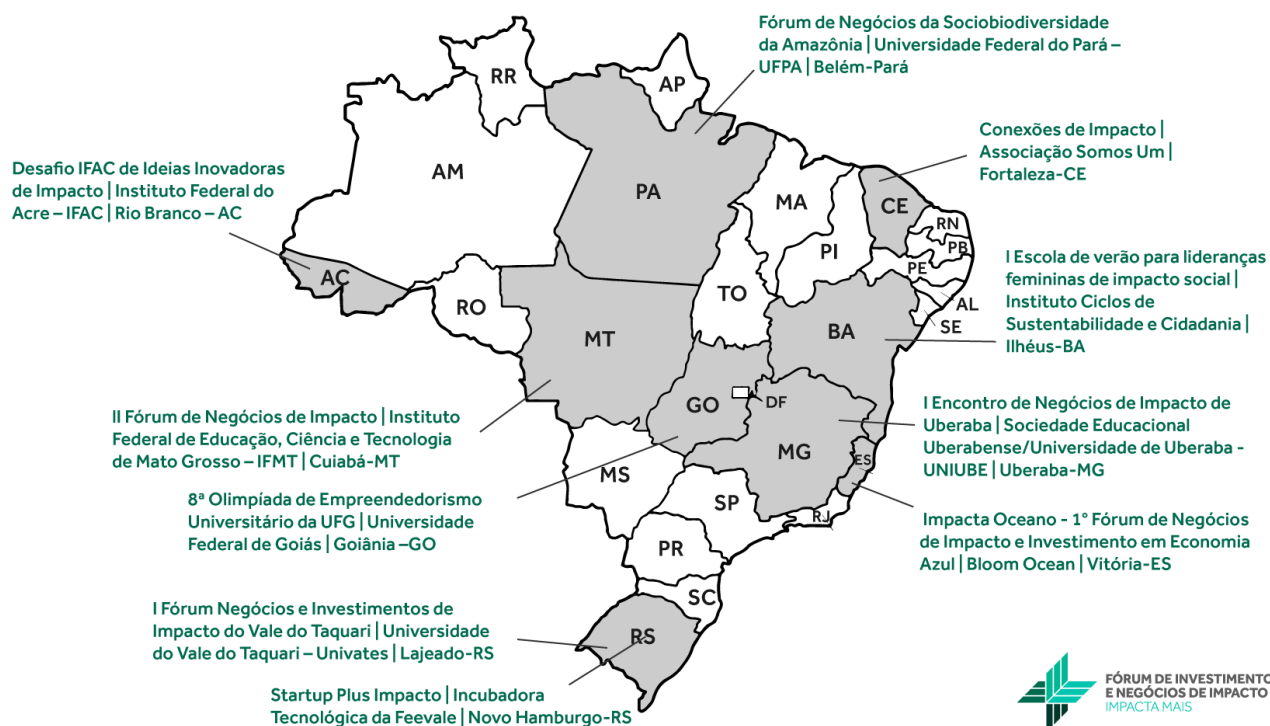 Fórum de Negócios da Sociobiodiversidade
da Amazônia | Universidade Federal do Pará –
UFPA | Belém-Pará
Conexões de Impacto |
Associação Somos Um |
Fortaleza-CE
Desafio IFAC de Ideias Inovadoras
de Impacto | Instituto Federal do
Acre – IFAC | Rio Branco – AC
I Escola de verão para lideranças
femininas de impacto social |
Instituto Ciclos de
Sustentabilidade e Cidadania |
Ilhéus-BA
II Fórum de Negócios de Impacto | Instituto
Federal de Educação, Ciência e Tecnologia
de Mato Grosso – IFMT | Cuiabá-MT
I Encontro de Negócios de Impacto de
Uberaba | Sociedade Educacional
Uberabense/Universidade de Uberaba -
UNIUBE | Uberaba-MG
8ª Olimpíada de Empreendedorismo
Universitário da UFG | Universidade
Federal de Goiás | Goiânia –GO
Impacta Oceano - 1° Fórum de Negócios
de Impacto e Investimento em Economia
Azul | Bloom Ocean | Vitória-ES
I Fórum Negócios e Investimentos de
Impacto do Vale do Taquari | Universidade
do Vale do Taquari – Univates | Lajeado-RS
Startup Plus Impacto | Incubadora
Tecnológica da Feevale | Novo Hamburgo-RS
RR
AP
AM
PA
MA
CE
RN
PB
PI
PE
AL
SE
AC
RO
TO
BA
MT
GO
DF
MG
ES
MS
SP
RJ
PR
SC
RS
FÓRUM DE INVESTIMENTO
E NEGÓCIOS DE IMPACTO
IMPACTA MAIS